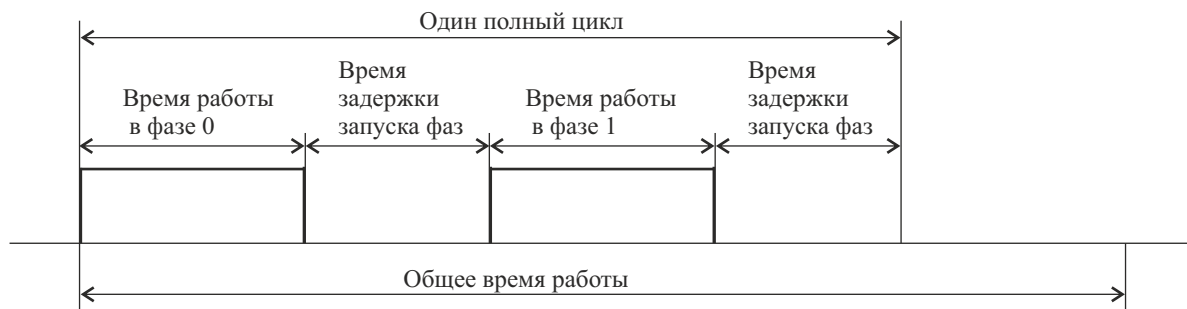 Один полный цикл
Время работы
в фазе 0
Время
задержки
запуска фаз
Время работы
в фазе 1
Время
задержки
запуска фаз
Общее время работы